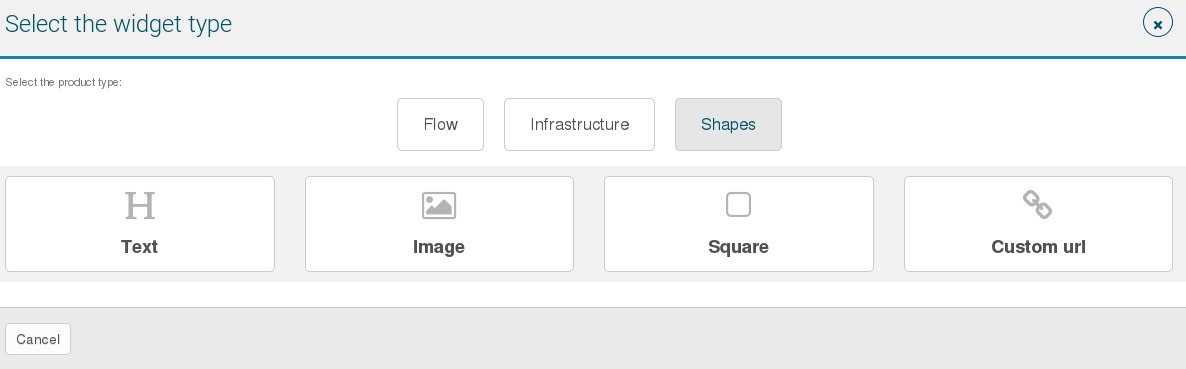 Select the widget type
Select the product type:
Flow
Infrastructure
Shapes
H
Text
Image
Square
Custom url
Cancel